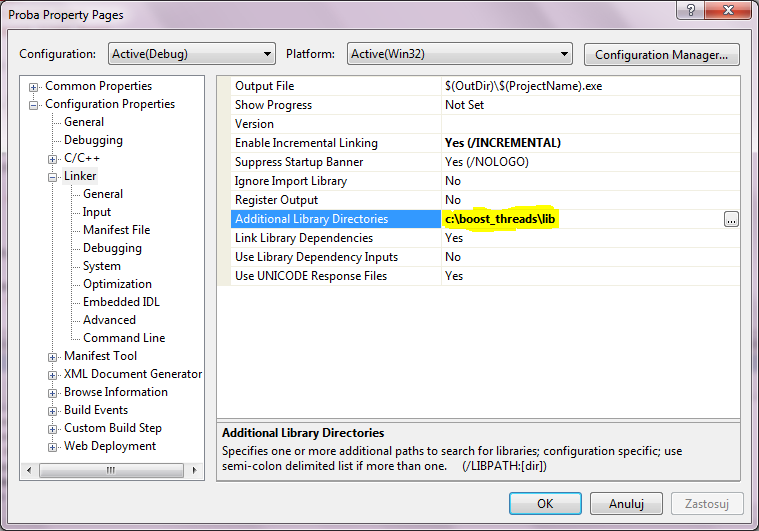 Proba Property Pages
Configuration: Active(Debug) Platform: Active(Win32) Configuration Manager...
Common Properties
Configuration Properties
General
Debugging
C/C++
Linker
General
Input
Manifest File
Debugging
System
Optimization
Embedded IDL
Advanced
Command Line
Manifest Tool
XML Document Generator
Browse Information
Build Events
Custom Build Step
Web Deployment
Output File $(OutDir)\$(ProjectName).exe
Show Progress Not Set
Version
Enable Incremental Linking Yes (/INCREMENTAL)
Suppress Startup Banner Yes (/NOLOGO)
Ignore Import Library No
Register Output No
Additional Library Directories c:\boost_threads\lib ...
Link Library Dependencies Yes
Use Library Dependency Inputs No
Use UNICODE Response Files Yes
Additional Library Directories
Specifies one or more additional paths to search for libraries; configuration specific; use
semi-colon delimited list if more than one. (/LIBPATH:[dir])
OK Anuluj Zastosuj